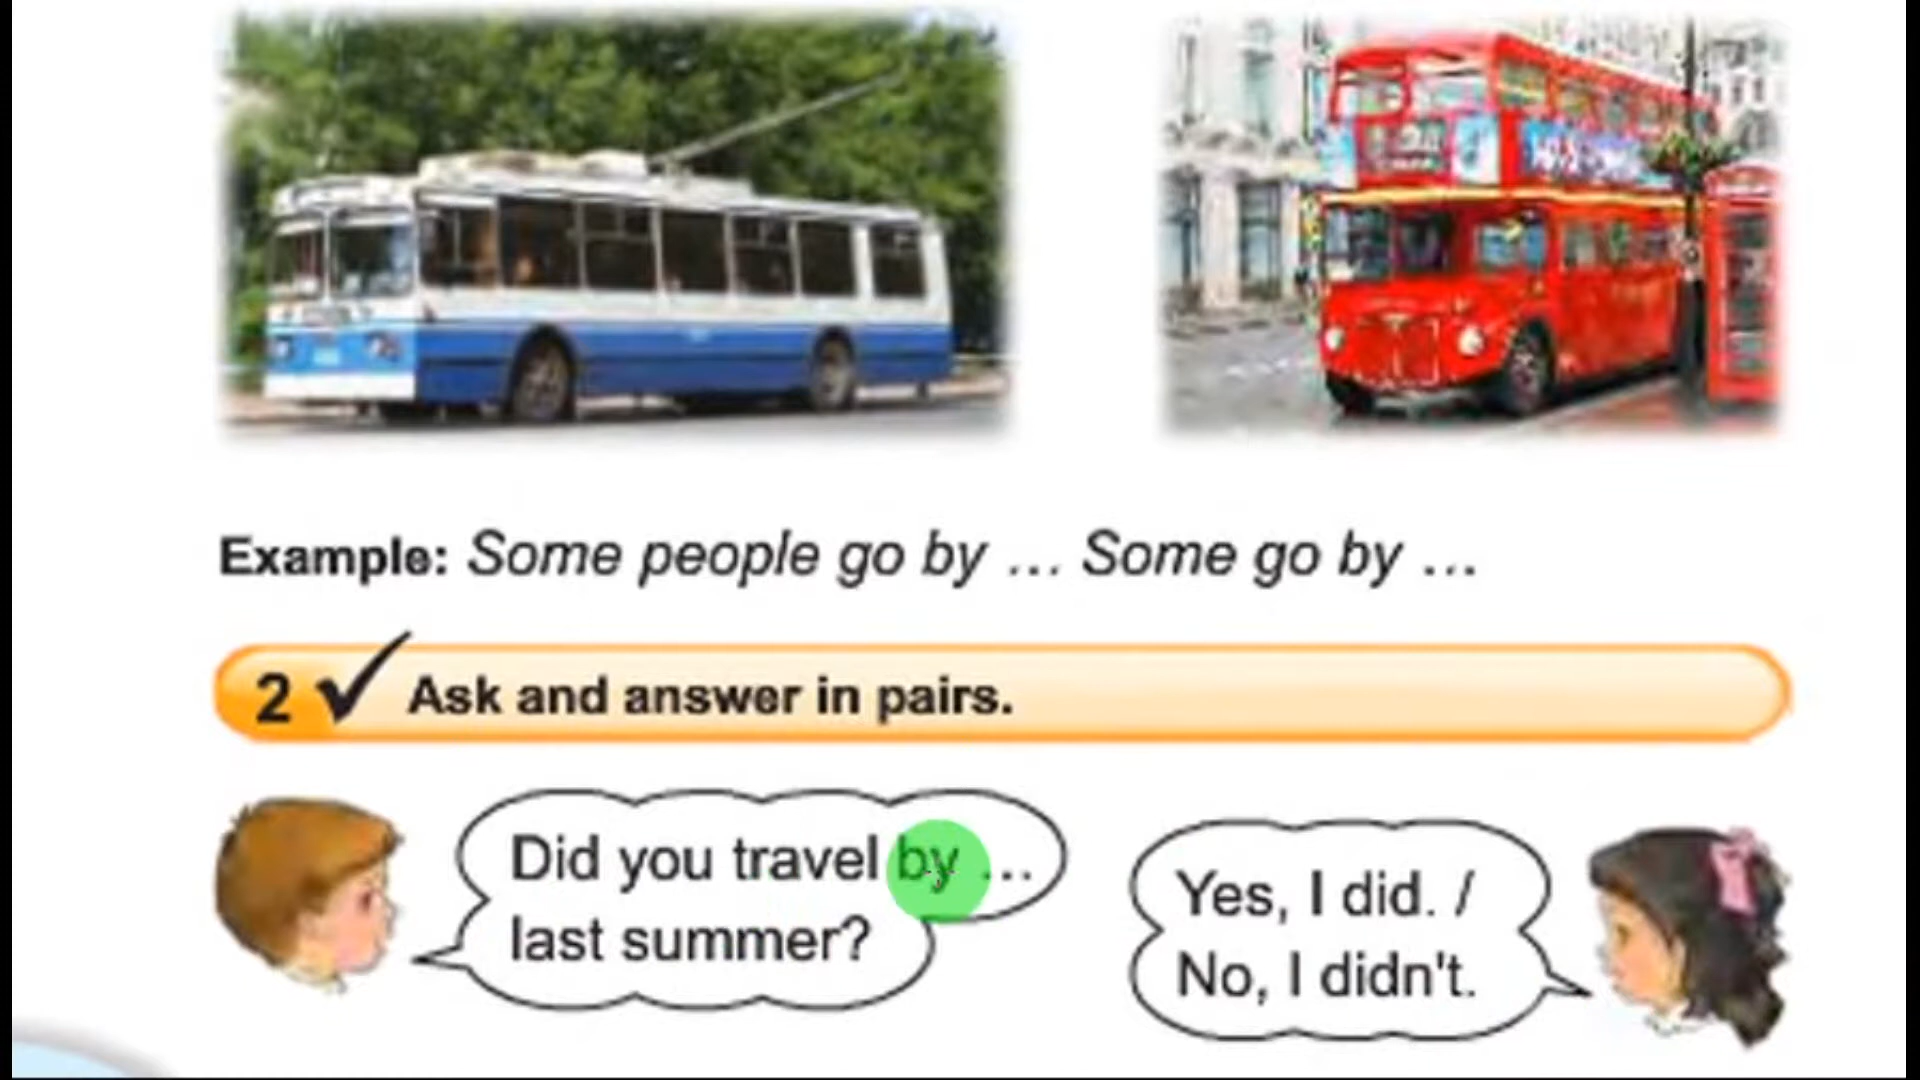 Example: Some people go by ... Some go by ...
2 ✓ Ask and answer in pairs.
Did you travel by ...
last summer?
Yes, I did. /
No, I didn't.